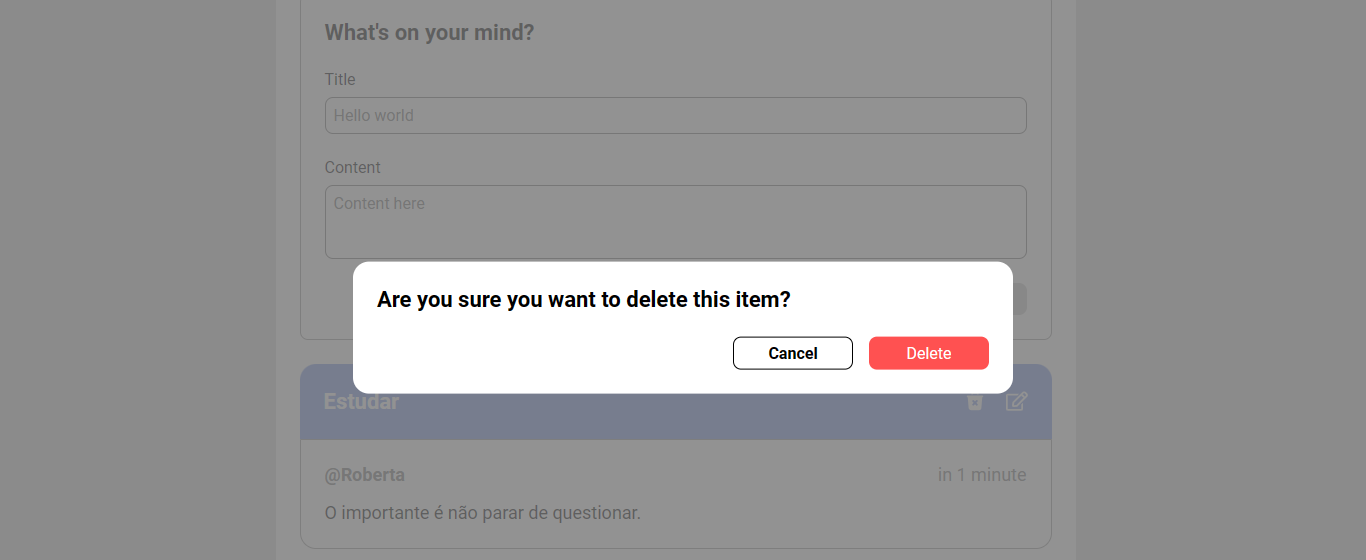 What's on your mind?
Title
Hello world
Content
Content here
Are you sure you want to delete this item?
Cancel Delete
Estudar
@Roberta in 1 minute
O importante é não parar de questionar.